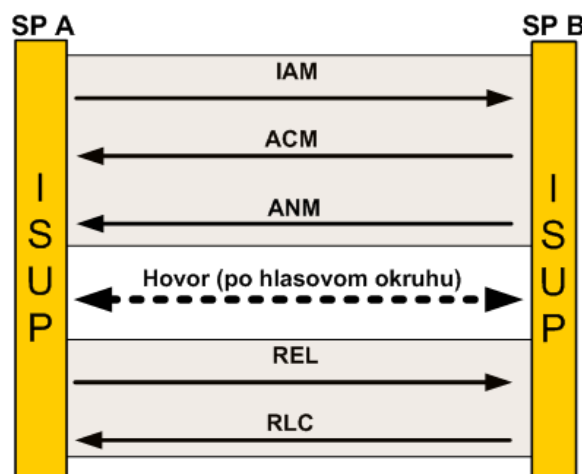 SP A
SP B
IAM
ACM
ANM
Hovor (po hlasovom okruhu)
REL
RLC
I
S
U
P
I
S
U
P